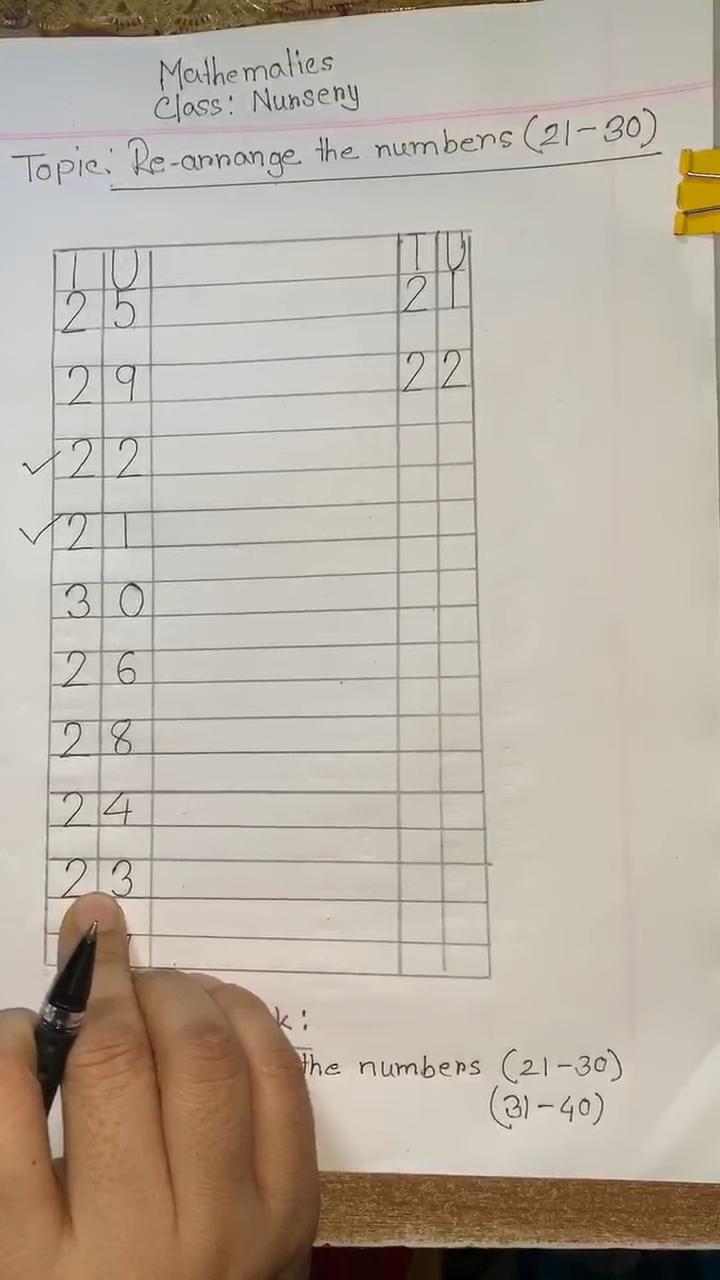 Mathematics
Class: Nursery
Topic: Re-arrange the numbers (21-30)
T U T U
2 5 2 1
2 9 2 2
✓ 2 2
✓ 2 1
3 0
2 6
2 8
2 4
2 3
k:
the numbers (21-30)
(31-40)